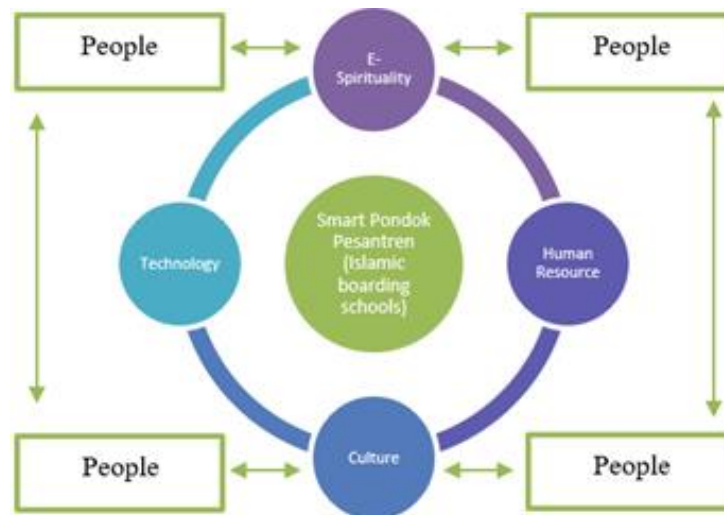 People
E-
Spirituality
People
Technology
Smart Pondok
Pesantren
(Islamic
boarding
schools)
Human
Resource
People
Culture
People